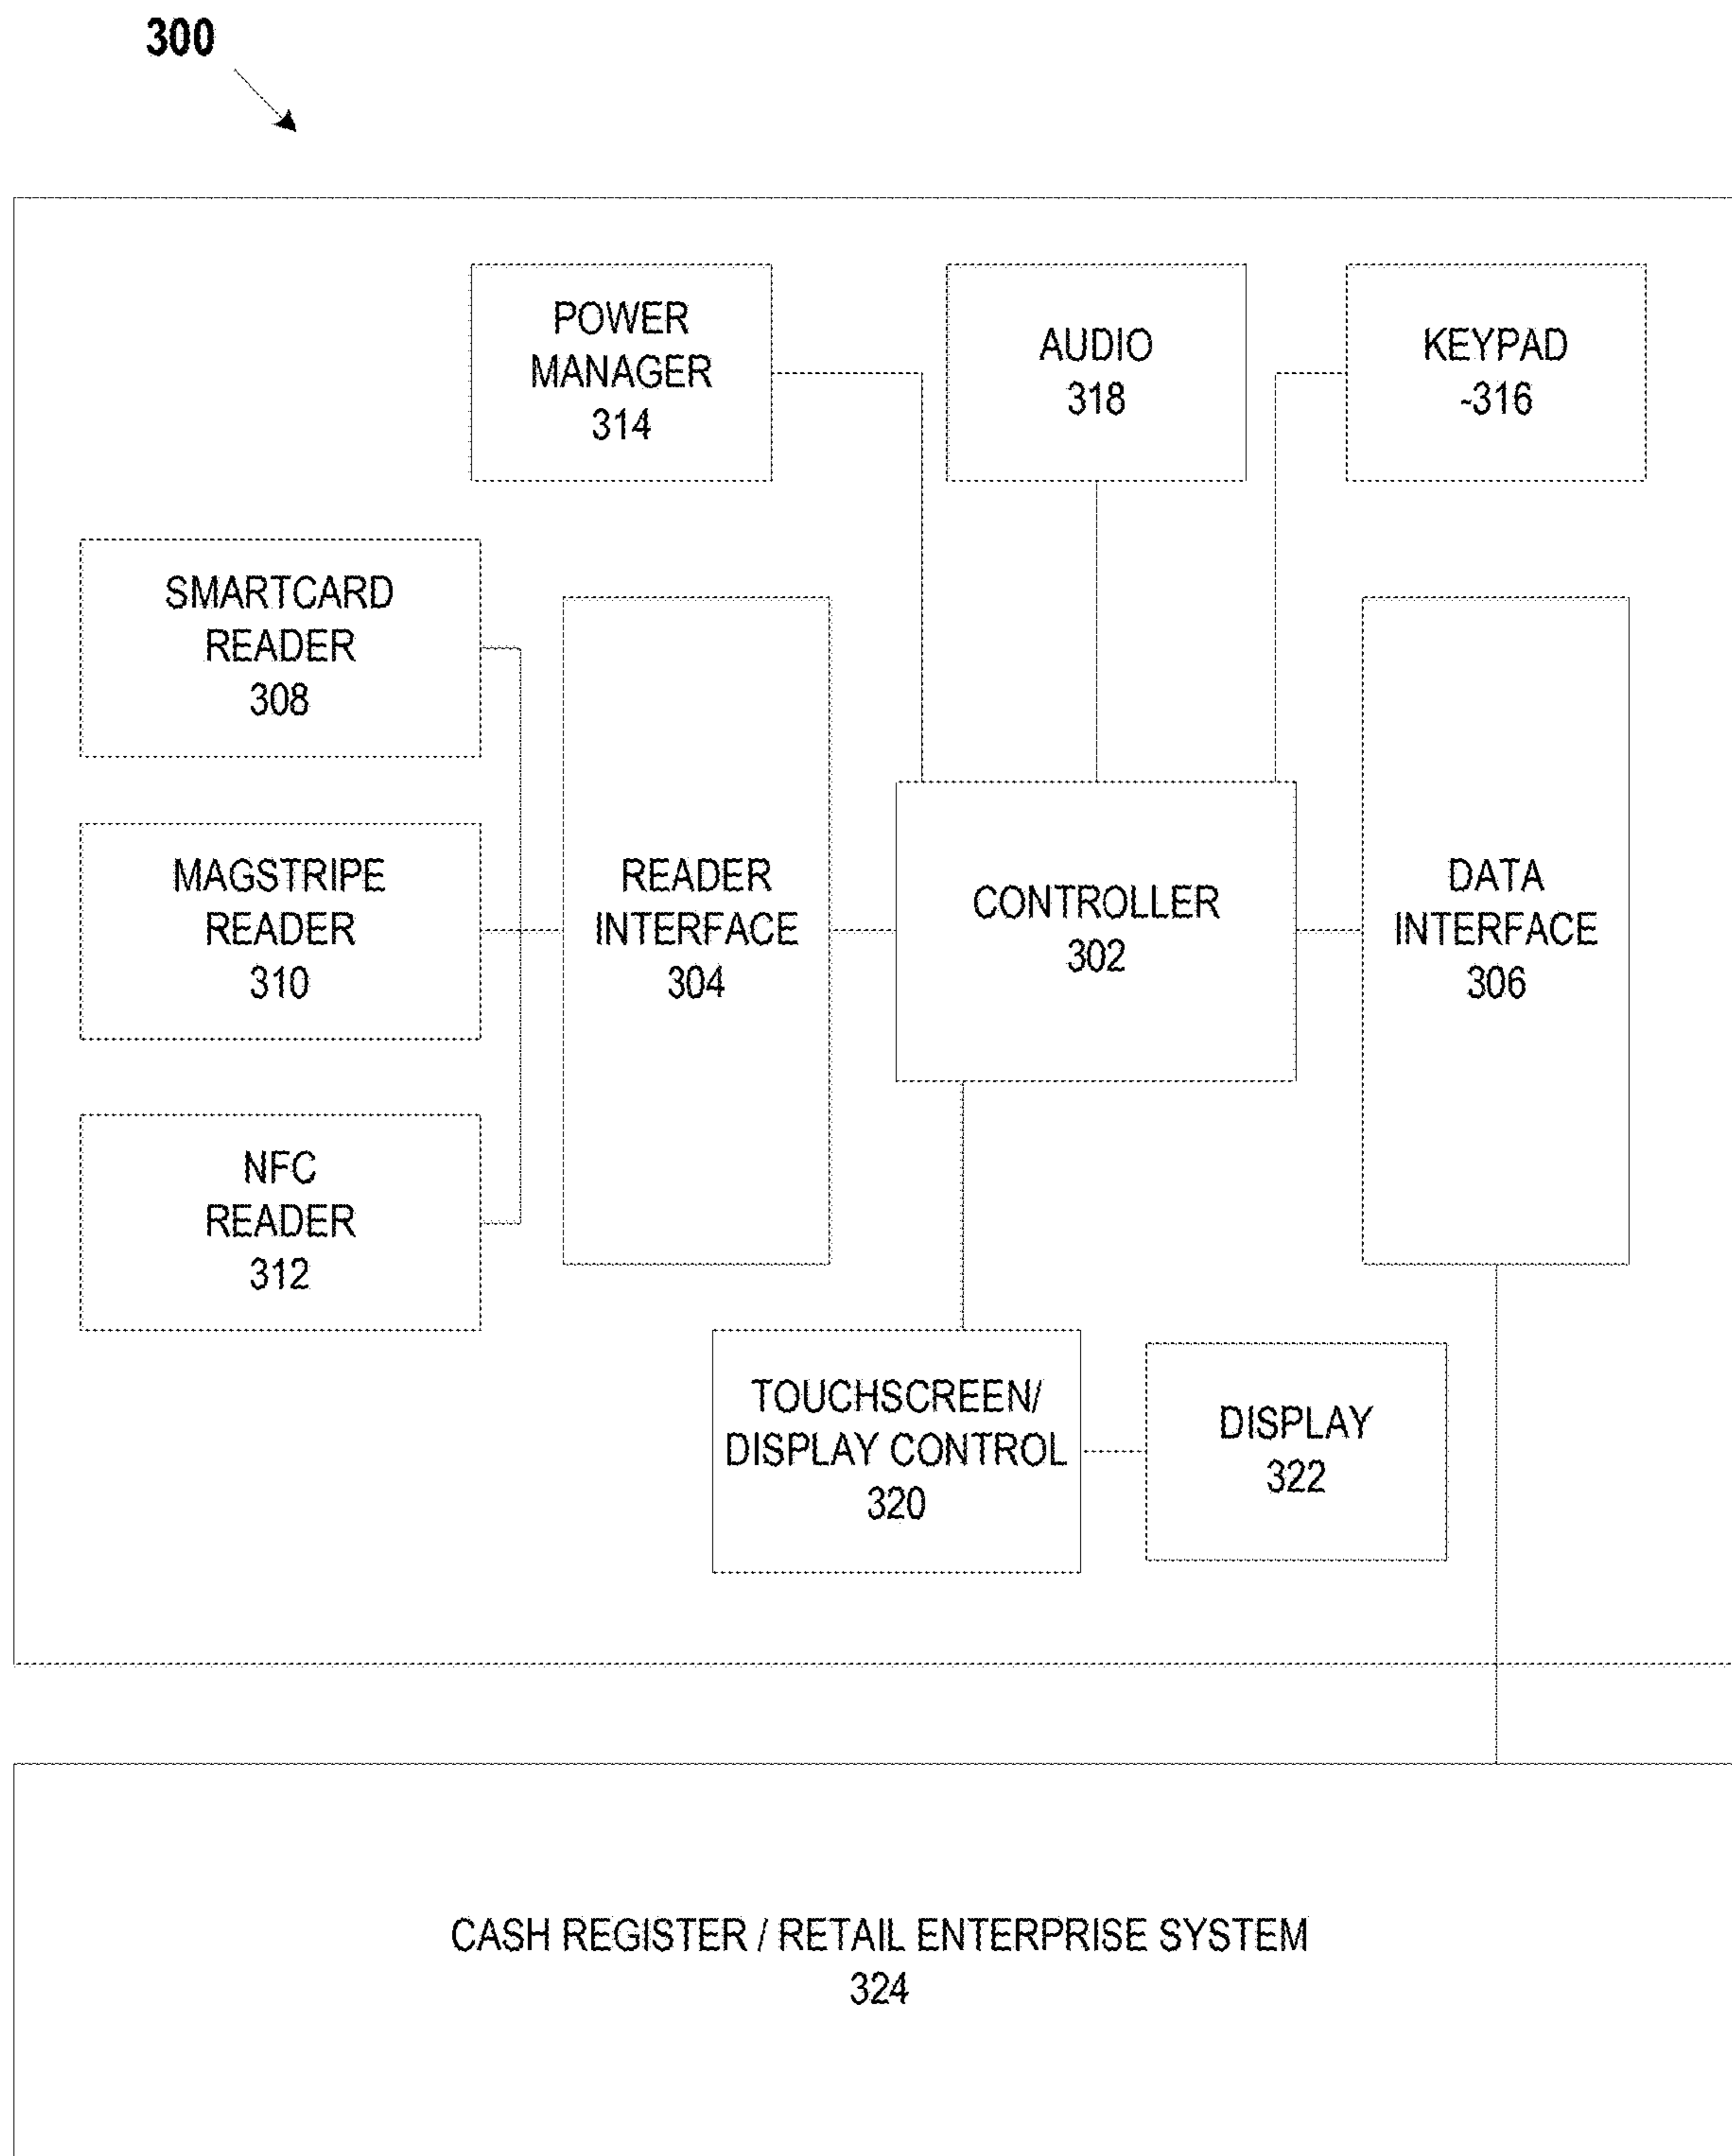 300
POWER
MANAGER
314
AUDIO
318
KEYPAD
-316
SMARTCARD
READER
308
MAGSTRIPE
READER
310
NFC
READER
312
READER
INTERFACE
304
CONTROLLER
302
DATA
INTERFACE
306
TOUCHSCREEN/
DISPLAY CONTROL
320
DISPLAY
322
CASH REGISTER / RETAIL ENTERPRISE SYSTEM
324